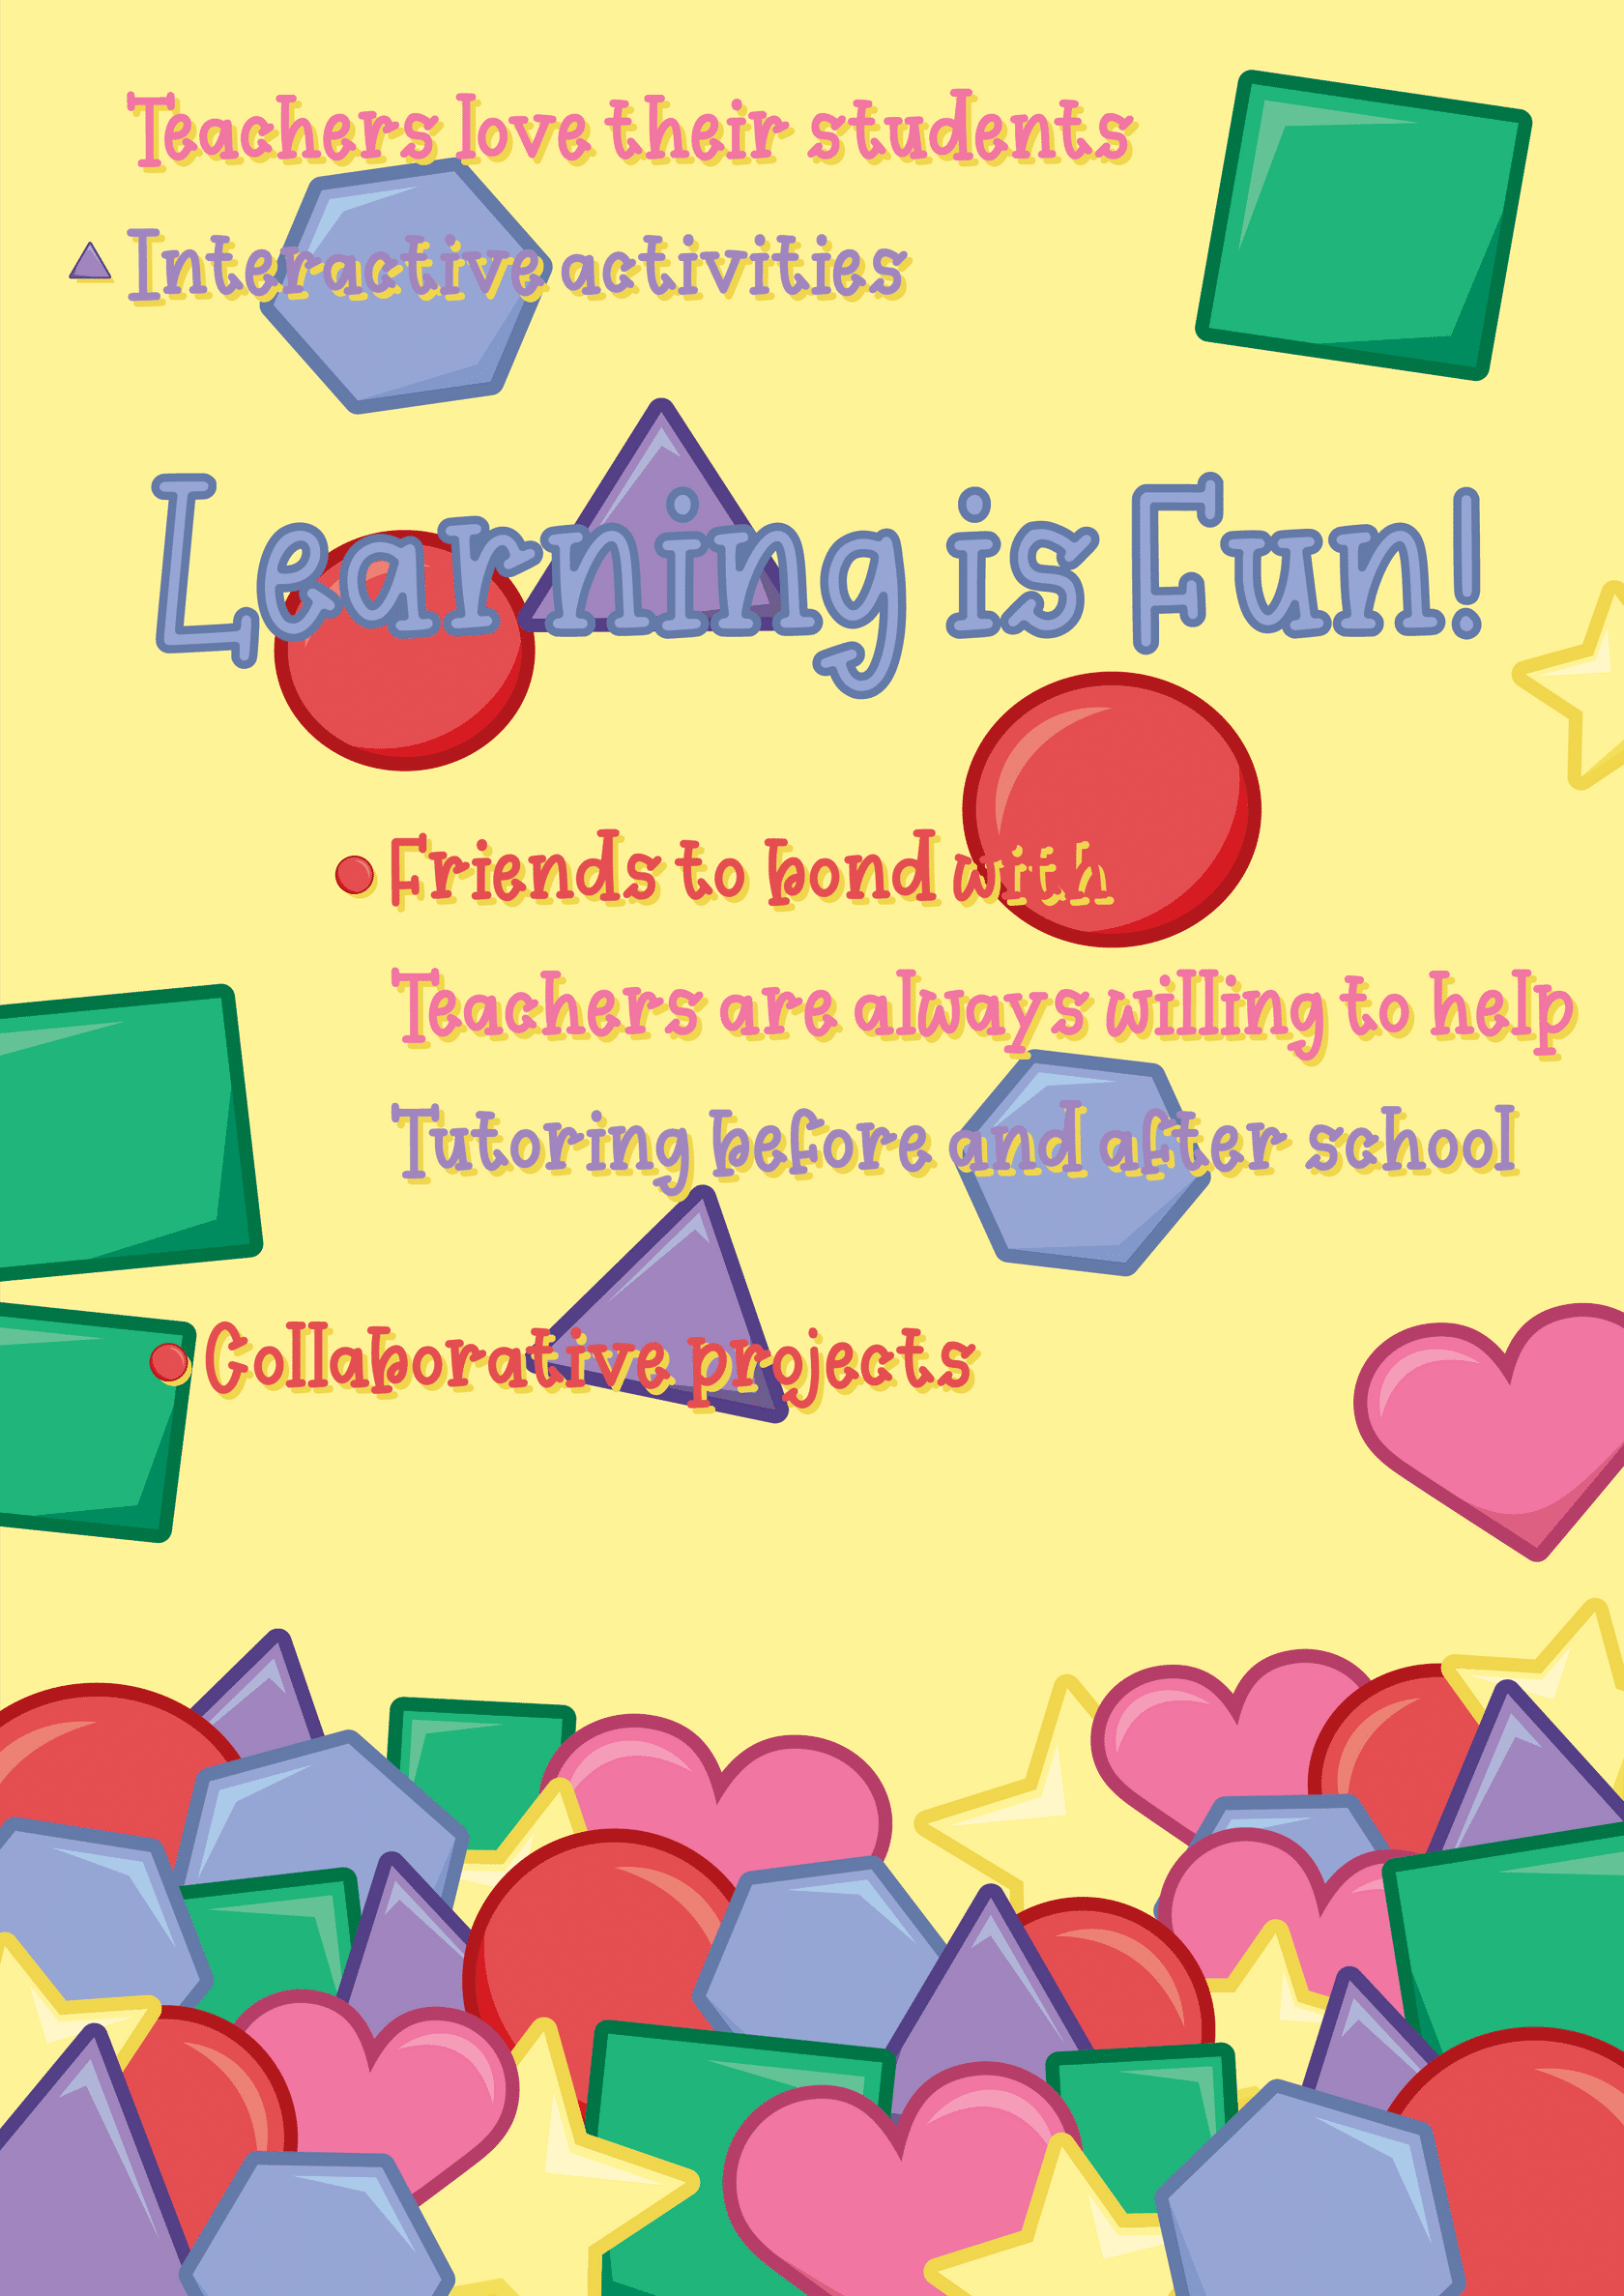 Teachers love their students
Interactive activities
Learning is Fun!
Friends to bond with
Teachers are always willing to help
Tutoring before and after school
Collaborative projects